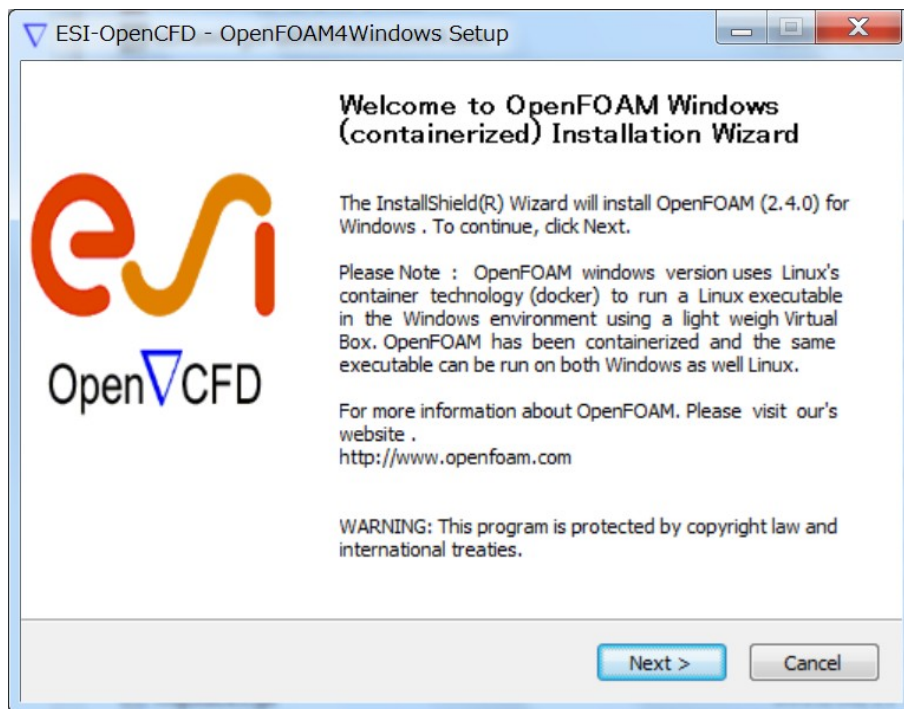 ESI-OpenCFD - OpenFOAM4Windows Setup
Welcome to OpenFOAM Windows
(containerized) Installation Wizard
The InstallShield(R) Wizard will install OpenFOAM (2.4.0) for
Windows . To continue, click Next.
Please Note : OpenFOAM windows version uses Linux's
container technology (docker) to run a Linux executable
in the Windows environment using a light weigh Virtual
Box. OpenFOAM has been containerized and the same
executable can be run on both Windows as well Linux.
For more information about OpenFOAM. Please visit our's
website .
http://www.openfoam.com
WARNING: This program is protected by copyright law and
international treaties.
esi
Open▽CFD
Next >
Cancel